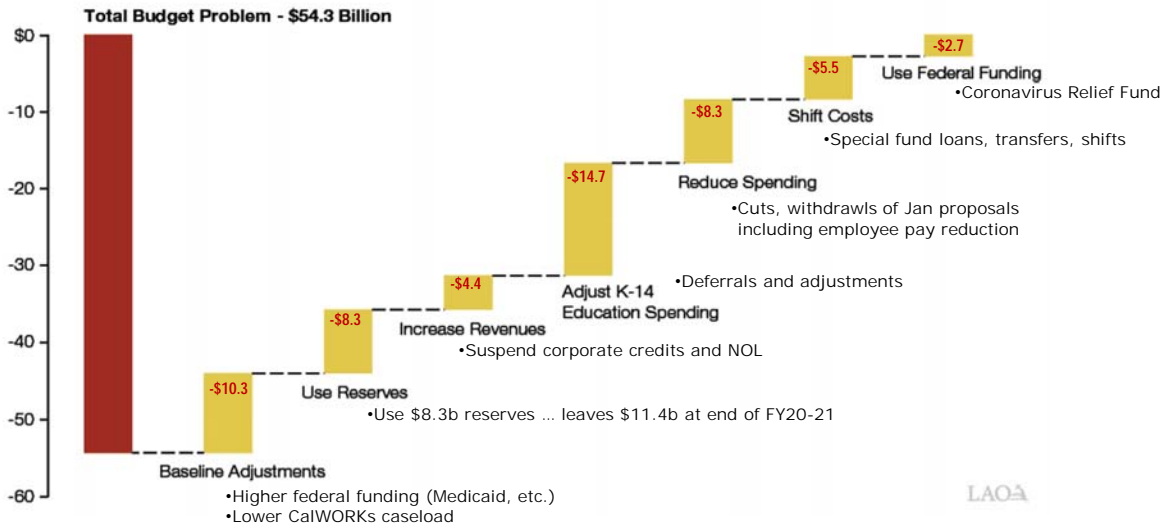 Total Budget Problem - $54.3 Billion
$0
-10
-20
-30
-40
-50
-60
-$10.3
Baseline Adjustments
•Higher federal funding (Medicaid, etc.)
•Lower CalWORKs caseload
-$8.3
Use Reserves
•Use $8.3b reserves ... leaves $11.4b at end of FY20-21
-$4.4
Increase Revenues
•Suspend corporate credits and NOL
-$14.7
Adjust K-14
Education Spending
•Deferrals and adjustments
-$8.3
Reduce Spending
•Cuts, withdrawls of Jan proposals
including employee pay reduction
-$5.5
Shift Costs
•Special fund loans, transfers, shifts
-$2.7
Use Federal Funding
•Coronavirus Relief Fund
LAO